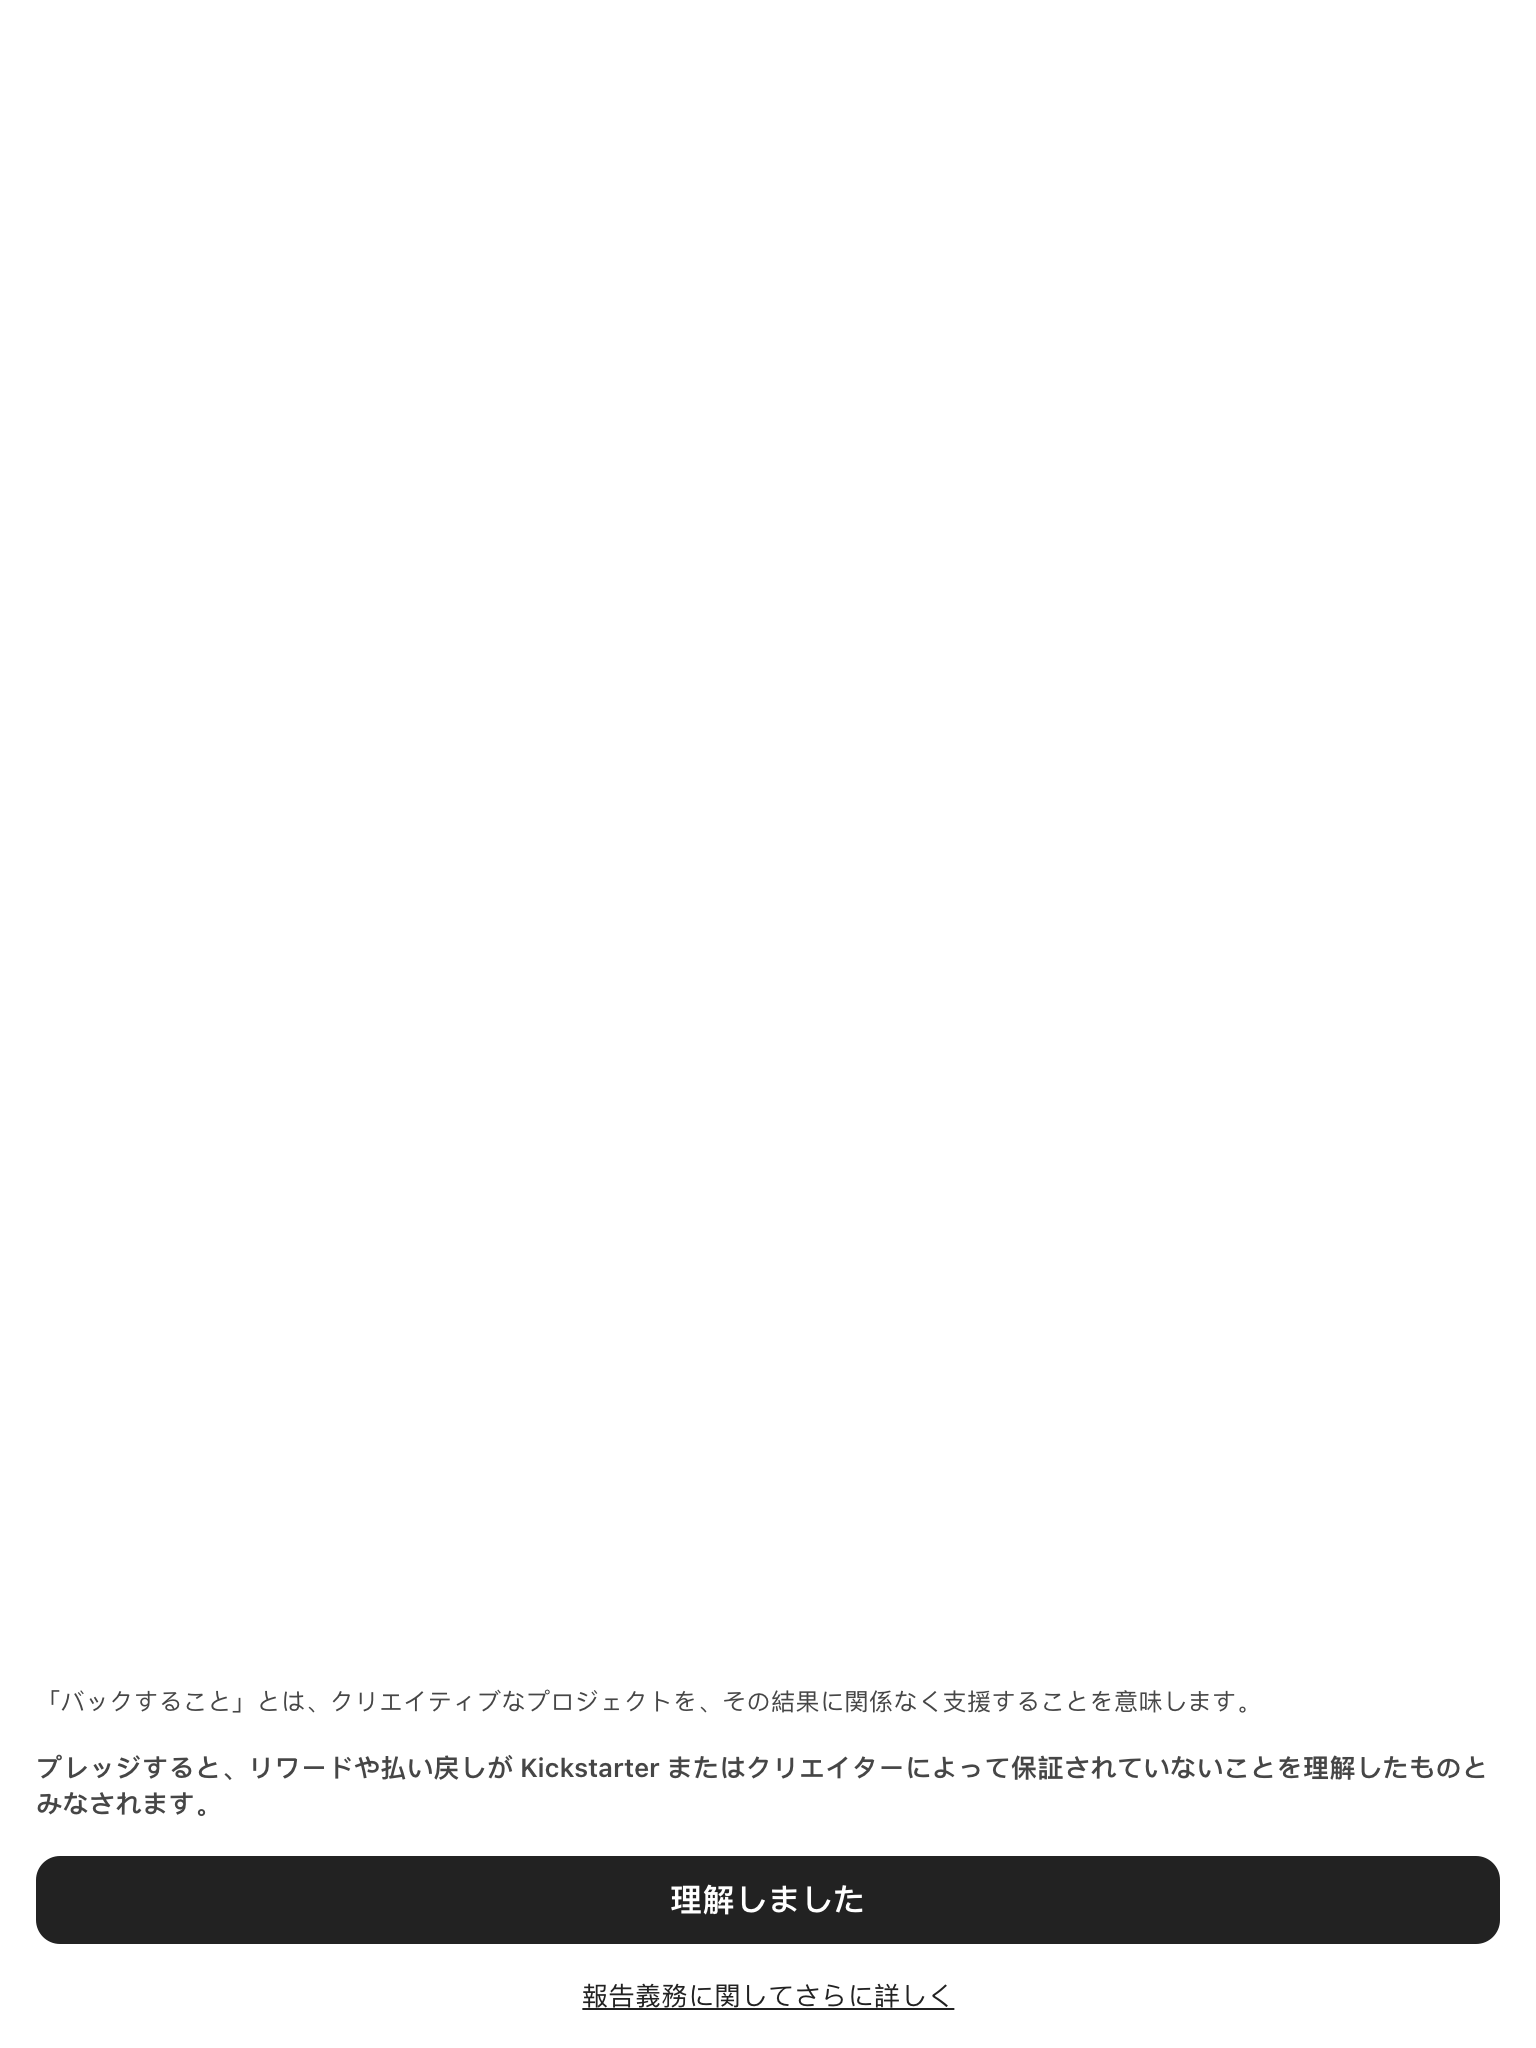 「バックすること」とは、クリエイティブなプロジェクトを、その結果に関係なく支援することを意味します。
プレッジすると、リワードや払い戻しが Kickstarter またはクリエイターによって保証されていないことを理解したものと
みなされます。
理解しました
報告義務に関してさらに詳しく